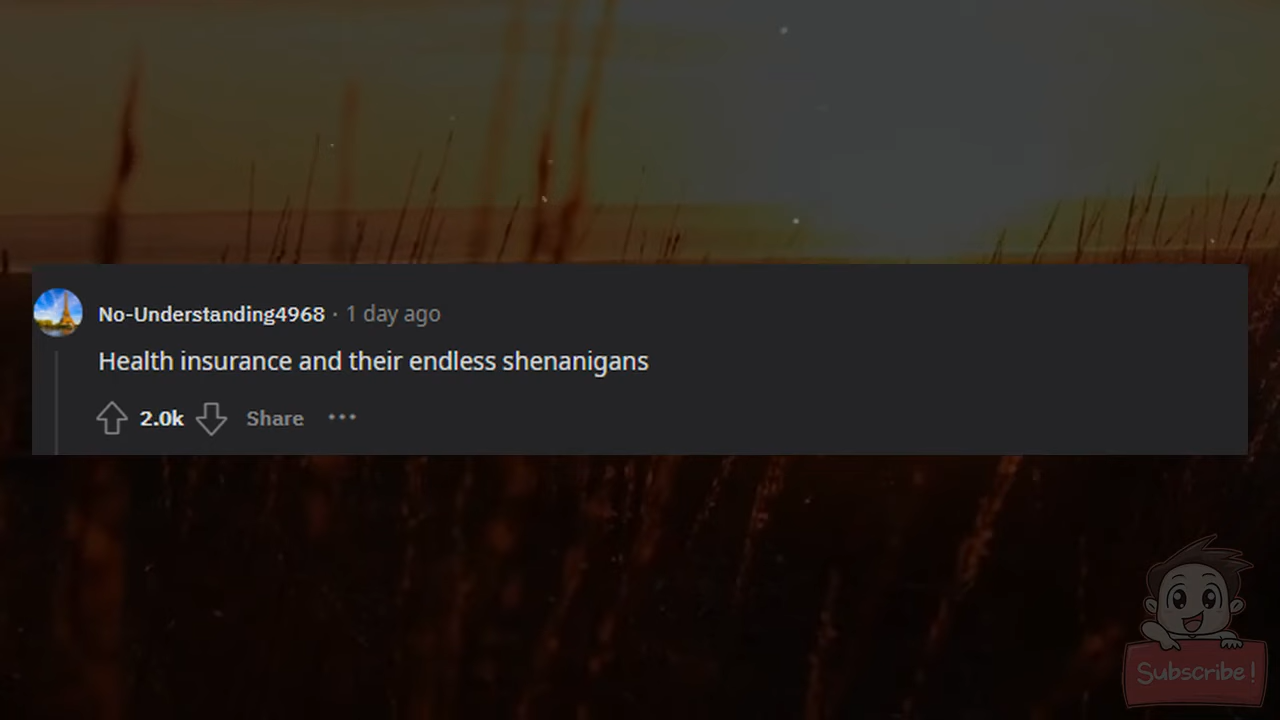 No-Understanding4968 · 1 day ago
Health insurance and their endless shenanigans
2.0k Share ···
Subscribe!